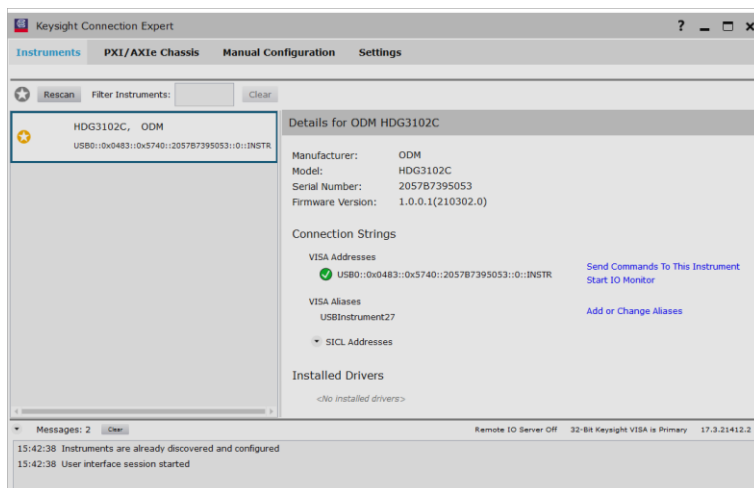 Keysight Connection Expert
Instruments PXI/AXIe Chassis Manual Configuration Settings
Rescan Filter Instruments: Clear
HDG3102C, ODM
USB0::0x0483::0x5740::2057B7395053::0::INSTR
Details for ODM HDG3102C
Manufacturer: ODM
Model: HDG3102C
Serial Number: 2057B7395053
Firmware Version: 1.0.0.1(210302.0)
Connection Strings
VISA Addresses
USB0::0x0483::0x5740::2057B7395053::0::INSTR
Send Commands To This Instrument
Start IO Monitor
VISA Aliases
USBInstrument27
Add or Change Aliases
SICL Addresses
Installed Drivers
<No installed drivers>
Messages: 2 Clear
Remote IO Server Off 32-Bit Keysight VISA is Primary 17.3.21412.2
15:42:38 Instruments are already discovered and configured
15:42:38 User interface session started